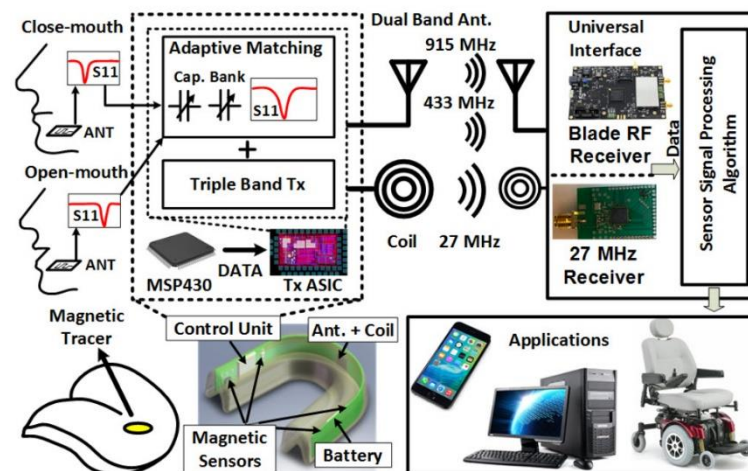 Close-mouth
S11
ANT
Open-mouth
S11
ANT
Adaptive Matching
Cap. Bank
S11
+
Triple Band Tx
MSP430
DATA
Tx ASIC
Dual Band Ant.
915 MHz
433 MHz
Coil
27 MHz
Universal
Interface
Blade RF
Receiver
Data
27 MHz
Receiver
Sensor Signal Processing
Algorithm
Magnetic
Tracer
Control Unit
Ant. + Coil
Magnetic
Sensors
Battery
Applications